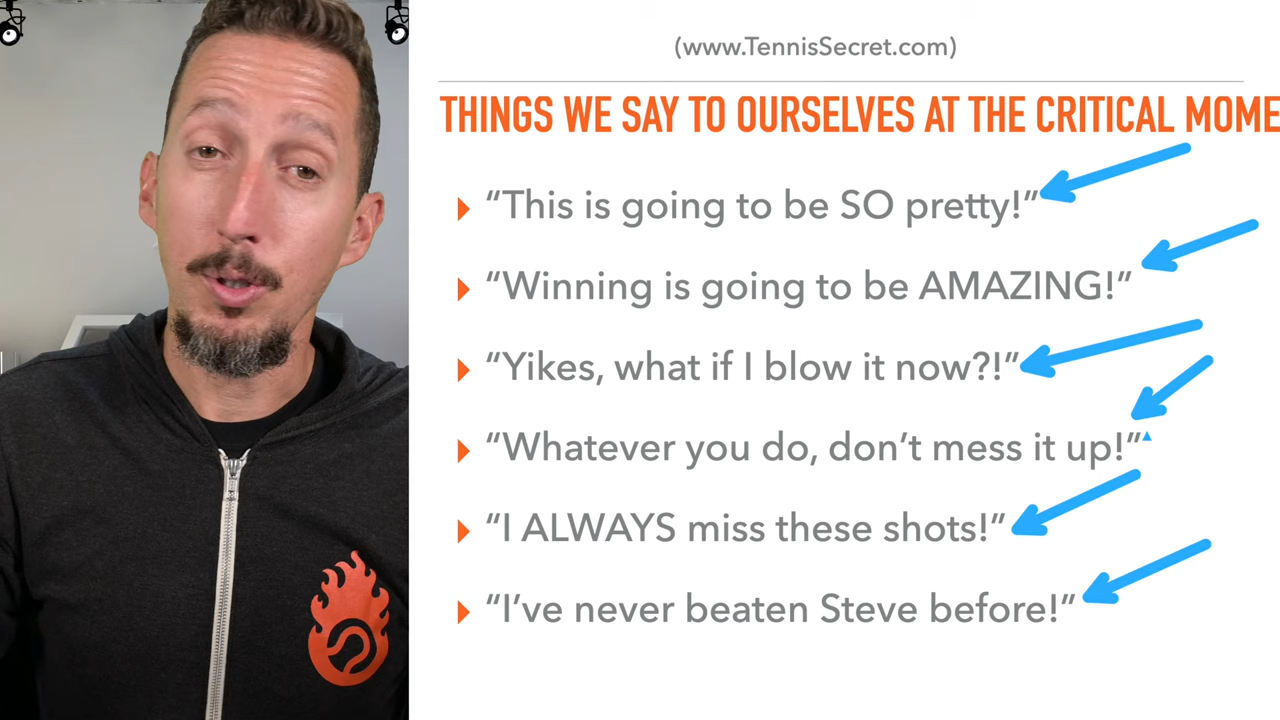 (www.TennisSecret.com)
THINGS WE SAY TO OURSELVES AT THE CRITICAL MOME
“This is going to be SO pretty!”
“Winning is going to be AMAZING!”
“Yikes, what if I blow it now?!”
“Whatever you do, don’t mess it up!”
“I ALWAYS miss these shots!”
“I’ve never beaten Steve before!”